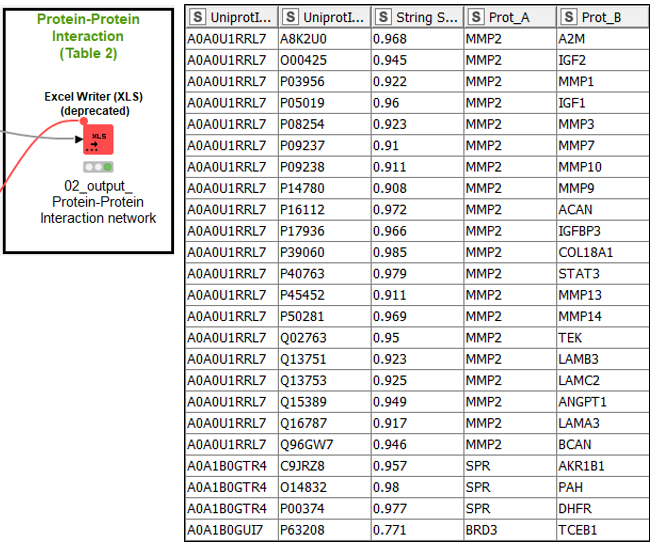 Protein-Protein
Interaction
(Table 2)
Excel Writer (XLS)
(deprecated)
XLS
02_output_
Protein-Protein
Interaction network
S UniprotI... S UniprotI... S String S... S Prot_A S Prot_B
A0A0U1RRL7 A8K2U0 0.968 MMP2 A2M
A0A0U1RRL7 O00425 0.945 MMP2 IGF2
A0A0U1RRL7 P03956 0.922 MMP2 MMP1
A0A0U1RRL7 P05019 0.96 MMP2 IGF1
A0A0U1RRL7 P08254 0.923 MMP2 MMP3
A0A0U1RRL7 P09237 0.91 MMP2 MMP7
A0A0U1RRL7 P09238 0.911 MMP2 MMP10
A0A0U1RRL7 P14780 0.908 MMP2 MMP9
A0A0U1RRL7 P16112 0.972 MMP2 ACAN
A0A0U1RRL7 P17936 0.966 MMP2 IGFBP3
A0A0U1RRL7 P39060 0.985 MMP2 COL18A1
A0A0U1RRL7 P40763 0.979 MMP2 STAT3
A0A0U1RRL7 P45452 0.911 MMP2 MMP13
A0A0U1RRL7 P50281 0.969 MMP2 MMP14
A0A0U1RRL7 Q02763 0.95 MMP2 TEK
A0A0U1RRL7 Q13751 0.923 MMP2 LAMB3
A0A0U1RRL7 Q13753 0.925 MMP2 LAMC2
A0A0U1RRL7 Q15389 0.949 MMP2 ANGPT1
A0A0U1RRL7 Q16787 0.917 MMP2 LAMA3
A0A0U1RRL7 Q96GW7 0.946 MMP2 BCAN
A0A1B0GTR4 C9JRZ8 0.957 SPR AKR1B1
A0A1B0GTR4 O14832 0.98 SPR PAH
A0A1B0GTR4 P00374 0.977 SPR DHFR
A0A1B0GUI7 P63208 0.771 BRD3 TCEB1